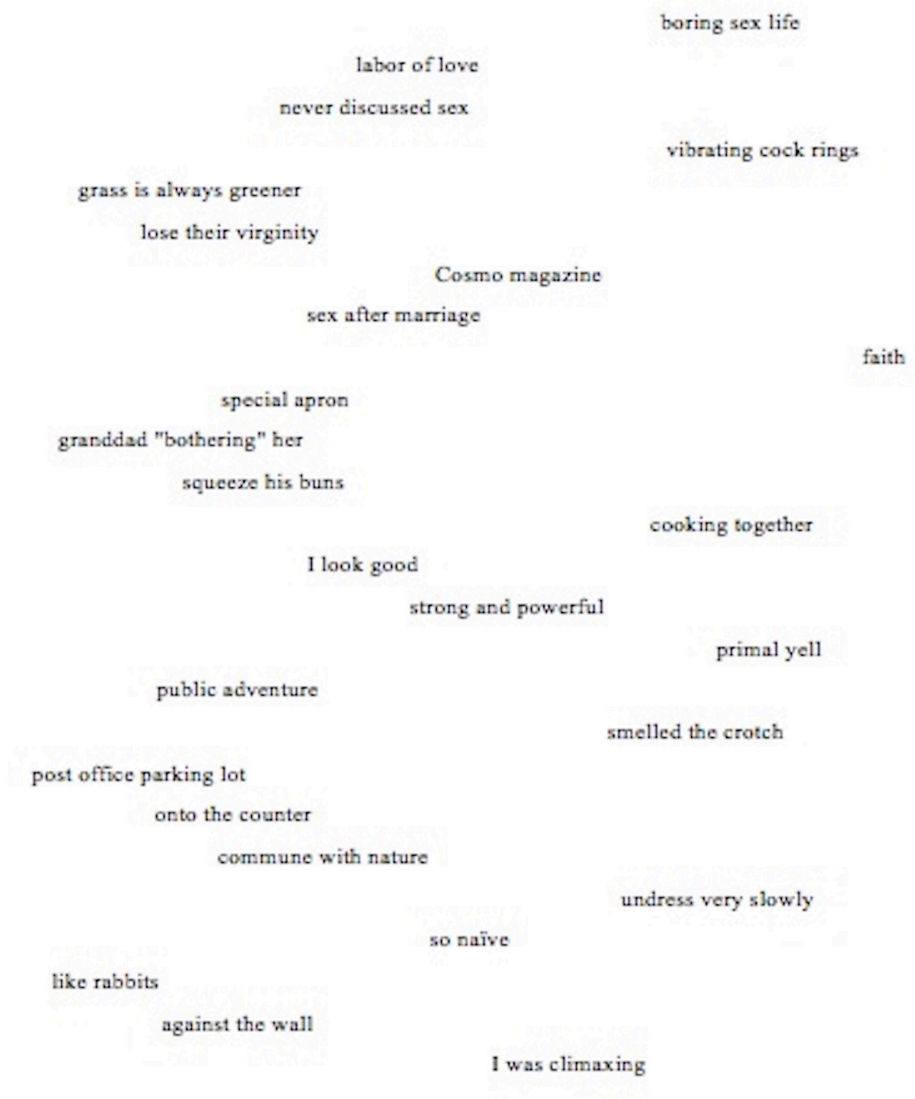 boring sex life
labor of love
never discussed sex
vibrating cock rings
grass is always greener
lose their virginity
Cosmo magazine
sex after marriage
faith
special apron
granddad "bothering" her
squeeze his buns
cooking together
I look good
strong and powerful
primal yell
public adventure
smelled the crotch
post office parking lot
onto the counter
commune with nature
undress very slowly
so naïve
like rabbits
against the wall
I was climaxing